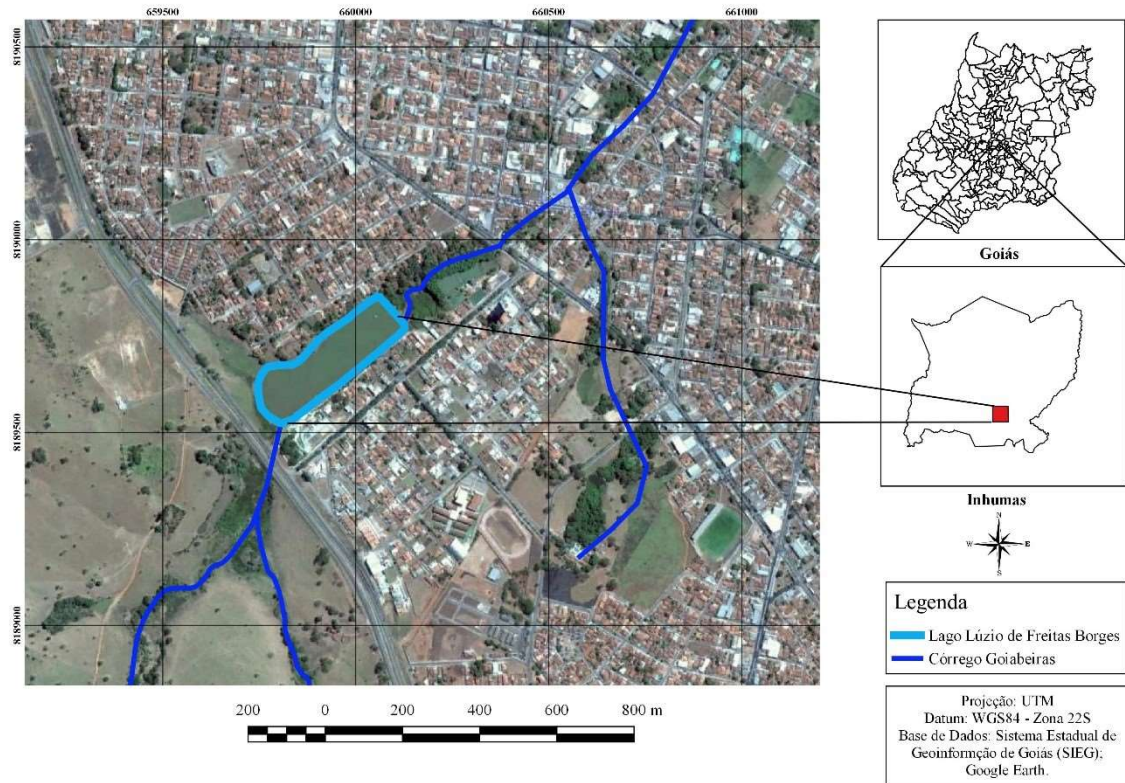 659500 660000 660500 661000
8190500
8190000
8189500
8189000
200 0 200 400 600 800 m
Goiás
Inhumas
N
W E
S
Legenda
Lago Lúzio de Freitas Borges
Córrego Goiabeiras
Projeção: UTM
Datum: WGS84 - Zona 22S
Base de Dados: Sistema Estadual de
Geoinformção de Goiás (SIEG);
Google Earth.